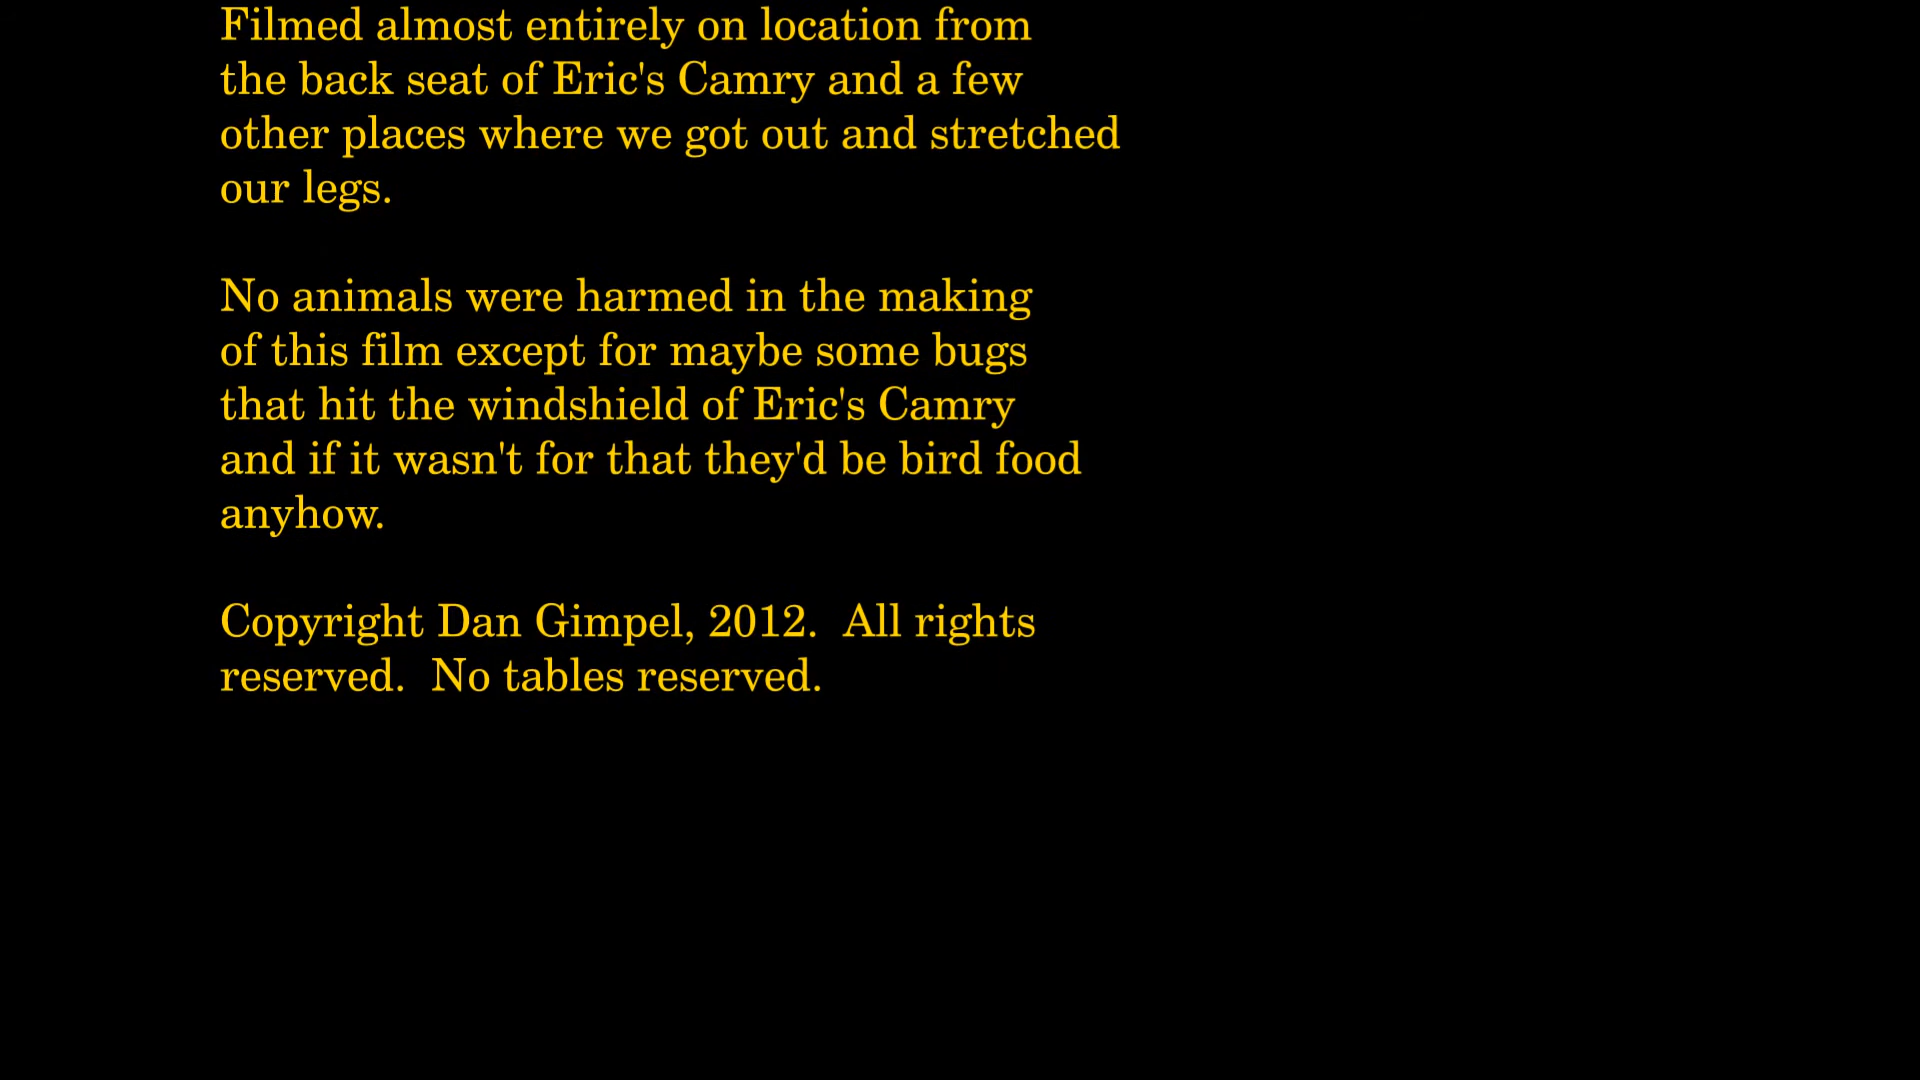 Filmed almost entirely on location from
the back seat of Eric's Camry and a few
other places where we got out and stretched
our legs.
No animals were harmed in the making
of this film except for maybe some bugs
that hit the windshield of Eric's Camry
and if it wasn't for that they'd be bird food
anyhow.
Copyright Dan Gimpel, 2012.  All rights
reserved.  No tables reserved.